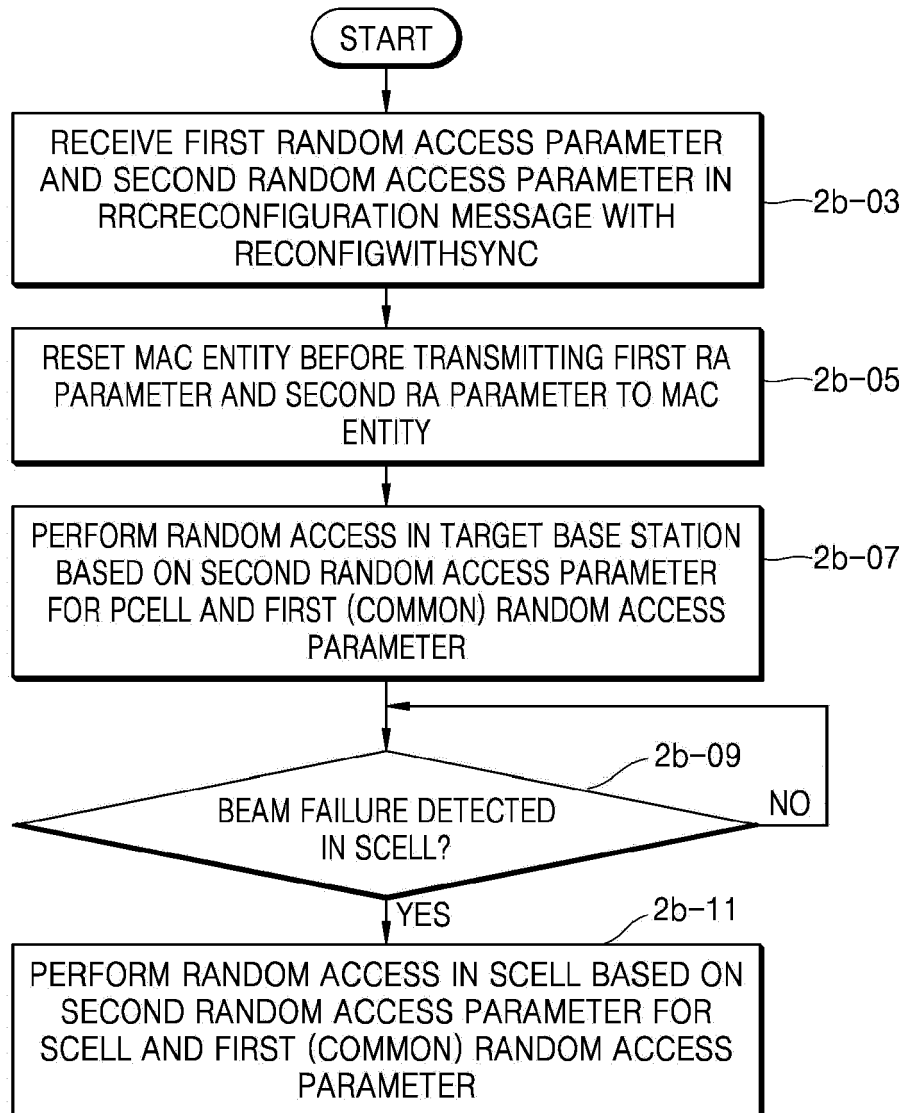 START
RECEIVE FIRST RANDOM ACCESS PARAMETER
AND SECOND RANDOM ACCESS PARAMETER IN
RRCRECONFIGURATION MESSAGE WITH
RECONFIGWITHSYNC
2b-03
RESET MAC ENTITY BEFORE TRANSMITTING FIRST RA
PARAMETER AND SECOND RA PARAMETER TO MAC
ENTITY
2b-05
PERFORM RANDOM ACCESS IN TARGET BASE STATION
BASED ON SECOND RANDOM ACCESS PARAMETER
FOR PCELL AND FIRST (COMMON) RANDOM ACCESS
PARAMETER
2b-07
2b-09
BEAM FAILURE DETECTED
IN SCELL?
NO
YES
2b-11
PERFORM RANDOM ACCESS IN SCELL BASED ON
SECOND RANDOM ACCESS PARAMETER FOR
SCELL AND FIRST (COMMON) RANDOM ACCESS
PARAMETER